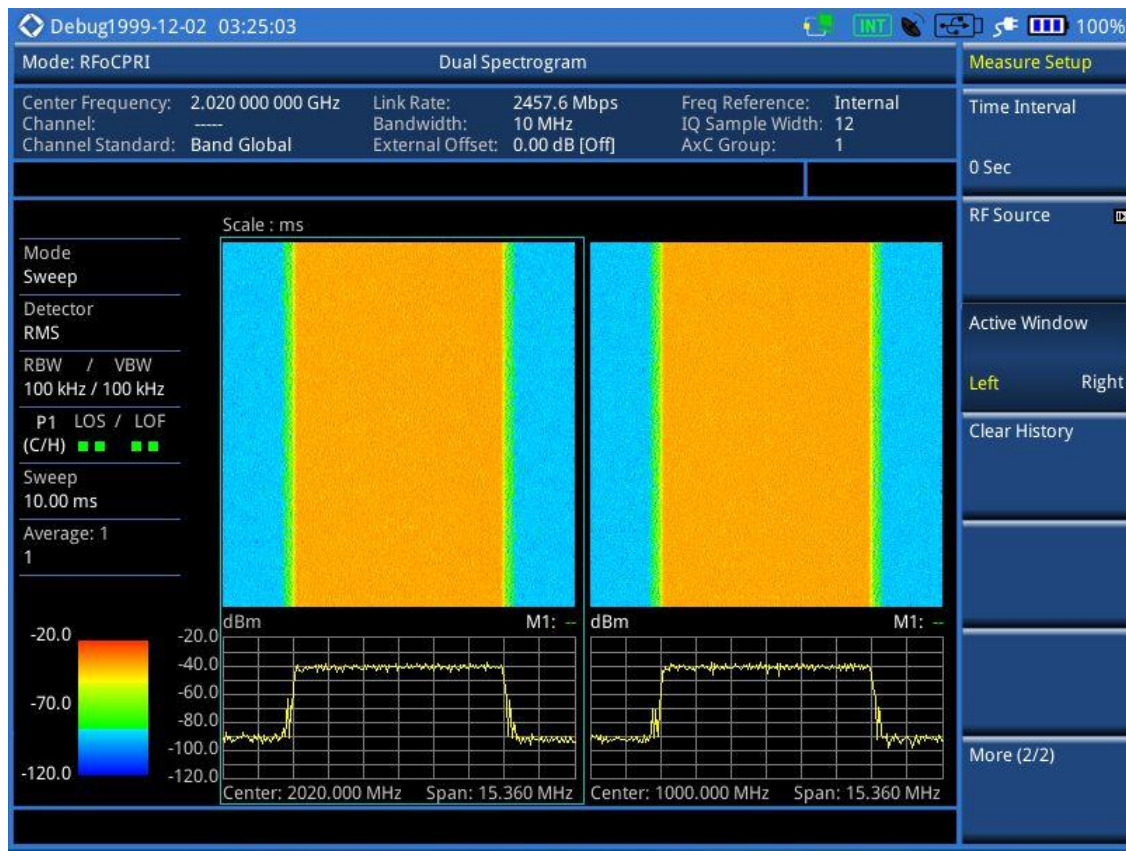 Debug1999-12-02 03:25:03
INT
100%
Mode: RFoCPRI
Dual Spectrogram
Measure Setup
Center Frequency: 2.020 000 000 GHz
Channel: -----
Channel Standard: Band Global
Link Rate: 2457.6 Mbps
Bandwidth: 10 MHz
External Offset: 0.00 dB [Off]
Freq Reference: Internal
IQ Sample Width: 12
AxC Group: 1
Time Interval
0 Sec
RF Source
Active Window
Left Right
Clear History
More (2/2)
Scale : ms
Mode
Sweep
Detector
RMS
RBW / VBW
100 kHz / 100 kHz
P1 LOS / LOF
(C/H)
Sweep
10.00 ms
Average: 1
1
-20.0
-70.0
-120.0
dBm M1: --
-20.0
-40.0
-60.0
-80.0
-100.0
-120.0
Center: 2020.000 MHz Span: 15.360 MHz
dBm M1: --
Center: 1000.000 MHz Span: 15.360 MHz